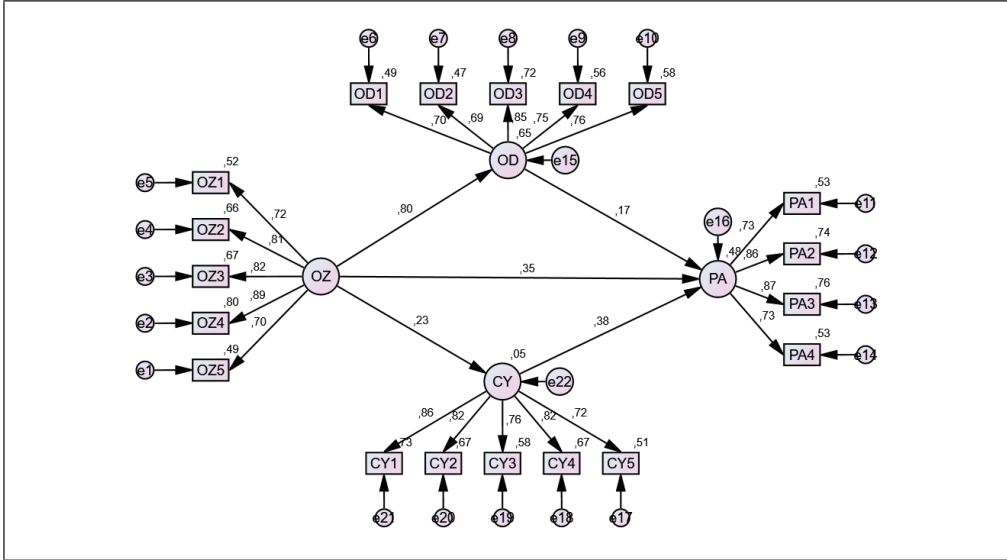 e6 e7 e8 e9 e10
,49 ,47 ,72 ,56 ,58
OD1 OD2 OD3 OD4 OD5
,70 ,69 ,85 ,75 ,76
,65
OD e15
,52
e5 OZ1
,72
,66
e4 OZ2
,81
,67
e3 OZ3
,82
,80
e2 OZ4
,89
,49
e1 OZ5
,70
OZ
,80
,17
,35
,23
,38
e16
,48
PA
,73 ,53
PA1 e11
,86 ,74
PA2 e12
,87 ,76
PA3 e13
,73 ,53
PA4 e14
,05
CY e22
,86 ,82 ,76 ,82 ,72
,73 ,67 ,58 ,67 ,51
CY1 CY2 CY3 CY4 CY5
e21 e20 e19 e18 e17